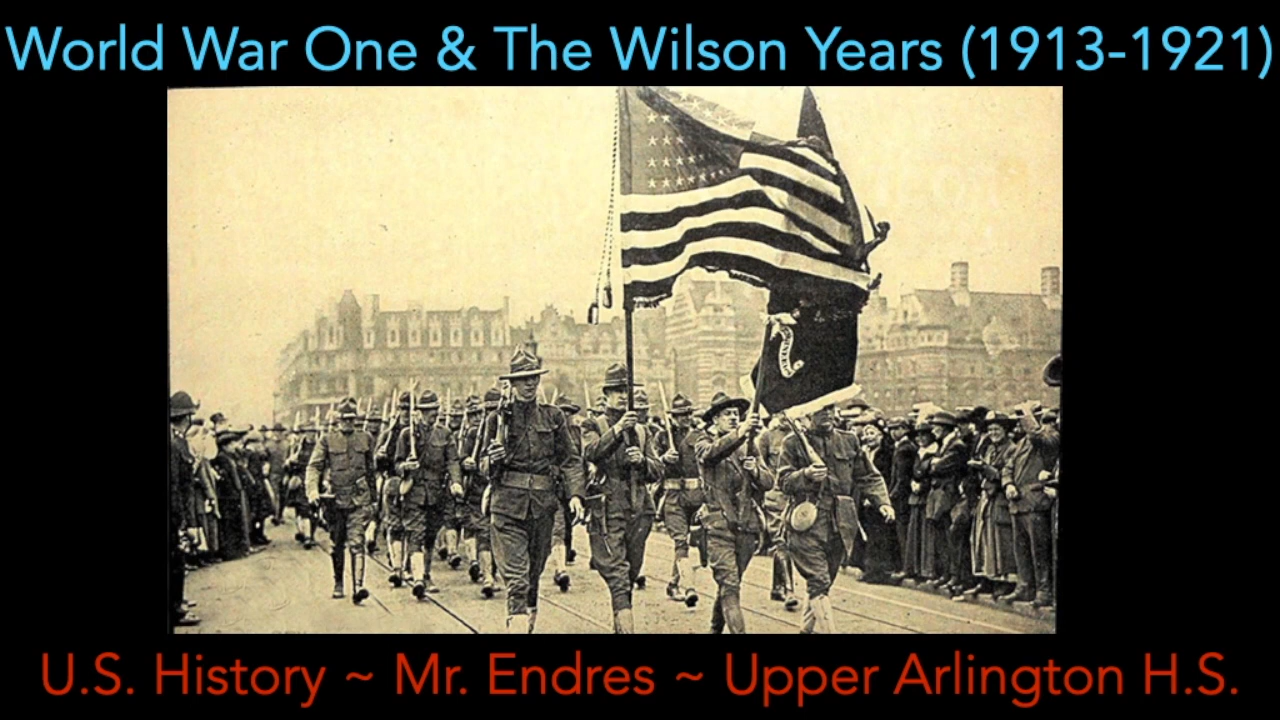 World War One & The Wilson Years (1913-1921)
U.S. History ~ Mr. Endres ~ Upper Arlington H.S.